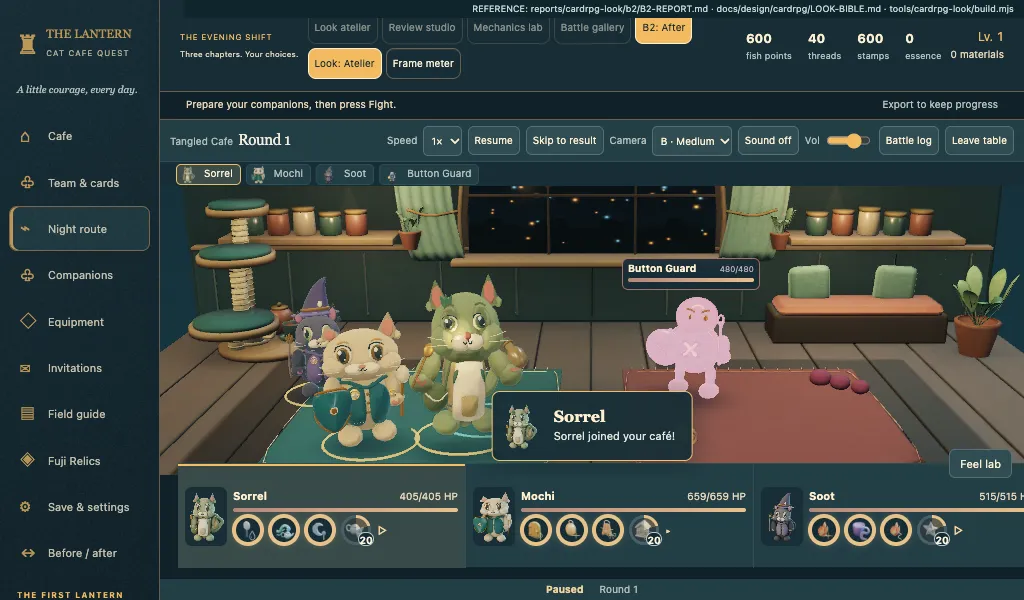 REFERENCE: reports/cardrpg-look/b2/B2-REPORT.md · docs/design/cardrpg/LOOK-BIBLE.md · tools/cardrpg-look/build.mjs
THE LANTERN
CAT CAFE QUEST
A little courage, every day.
Cafe
Team & cards
Night route
Companions
Equipment
Invitations
Field guide
Fuji Relics
Save & settings
Before / after
THE FIRST LANTERN
THE EVENING SHIFT
Three chapters. Your choices.
Look atelier
Review studio
Mechanics lab
Battle gallery
B2: After
Look: Atelier
Frame meter
600 fish points
40 threads
600 stamps
0 essence
Lv. 1
0 materials
Prepare your companions, then press Fight.
Export to keep progress
Tangled Cafe Round 1
Speed 1x
Resume
Skip to result
Camera B · Medium
Sound off
Vol
Battle log
Leave table
Sorrel
Mochi
Soot
Button Guard
Button Guard 480/480
Sorrel
Sorrel joined your café!
Feel lab
Sorrel 405/405 HP
20
Mochi 659/659 HP
20
Soot 515/515 H
20
Paused Round 1